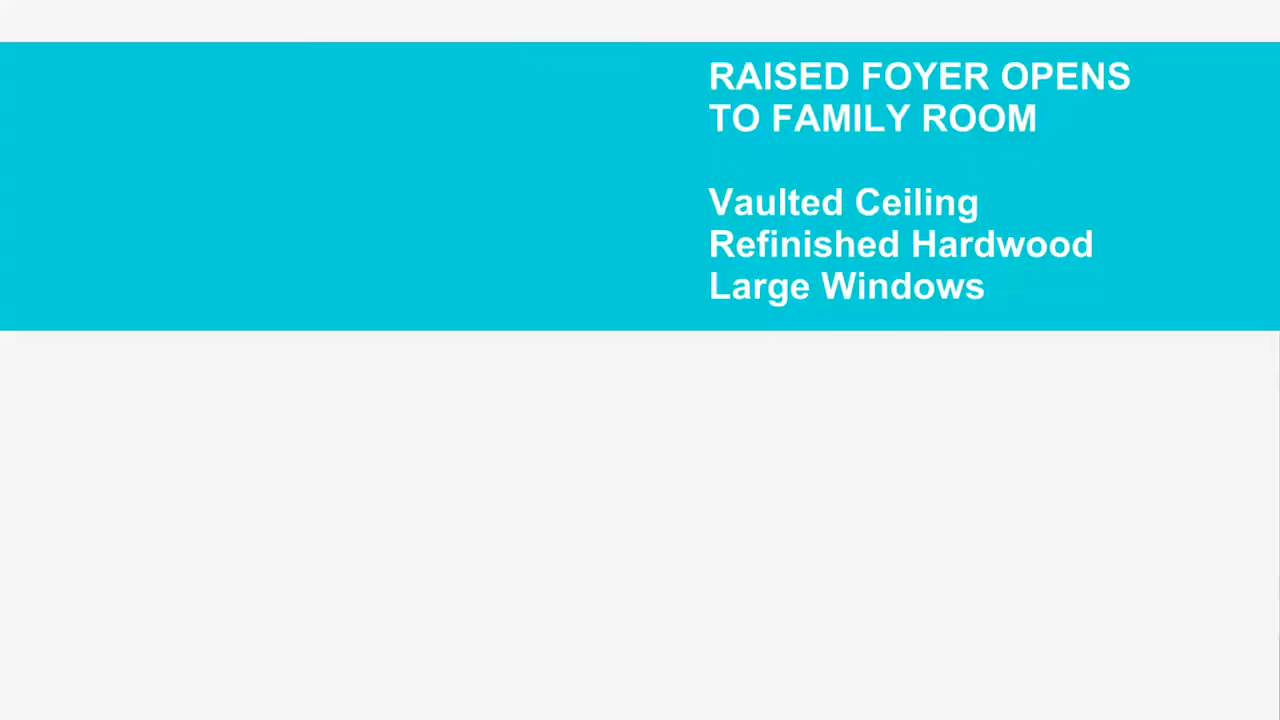 RAISED FOYER OPENS
TO FAMILY ROOM
Vaulted Ceiling
Refinished Hardwood
Large Windows